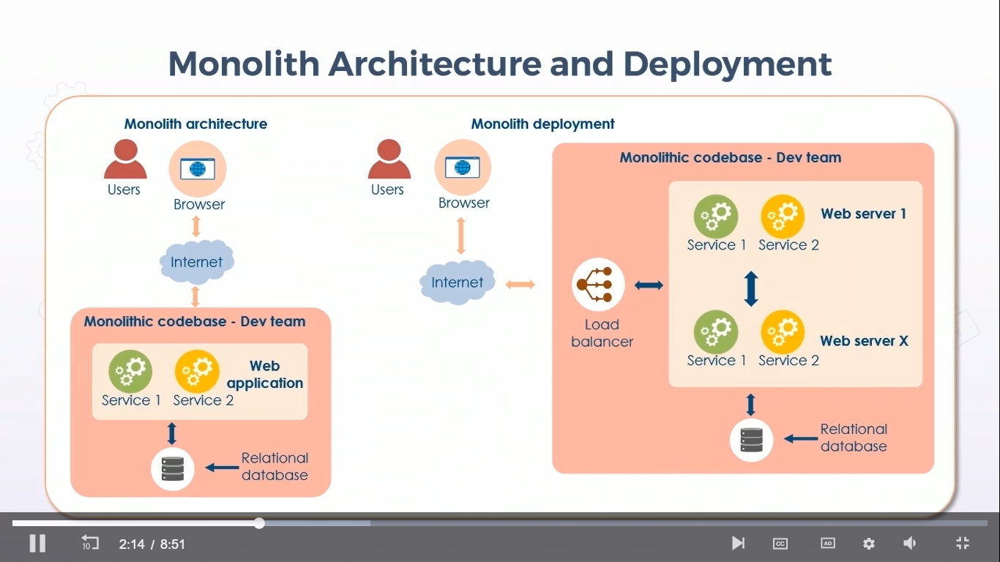 Monolith Architecture and Deployment
Monolith architecture
Users
Browser
Internet
Monolithic codebase - Dev team
Service 1
Service 2
Web
application
Relational
database
Monolith deployment
Users
Browser
Internet
Monolithic codebase - Dev team
Load
balancer
Service 1
Service 2
Web server 1
Service 1
Service 2
Web server X
Relational
database
10
2:14 / 8:51
CC
AD